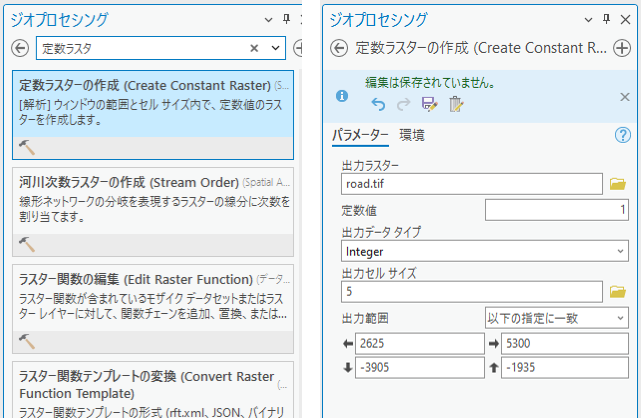 ジオプロセシング
定数ラスタ
定数ラスターの作成 (Create Constant Raster) (S...
[解析] ウィンドウの範囲とセル サイズ内で、定数値のラス
ターを作成します。
河川次数ラスターの作成 (Stream Order) (Spatial A...
線形ネットワークの分岐を表現するラスターの線分に次数を
割り当てます。
ラスター関数の編集 (Edit Raster Function) (データ...
ラスター関数が含まれているモザイク データセットまたはラス
ター レイヤーに対して、関数チェーンを追加、置換、または...
ラスター関数テンプレートの変換 (Convert Raster
Function Template) (...
ラスター関数テンプレートの形式 (rft.xml、JSON、バイナリ
ジオプロセシング
定数ラスターの作成 (Create Constant R...
編集は保存されていません。
パラメーター 環境
出力ラスター
road.tif
定数値 1
出力データ タイプ
Integer
出力セル サイズ
5
出力範囲 以下の指定に一致
2625 5300
-3905 -1935